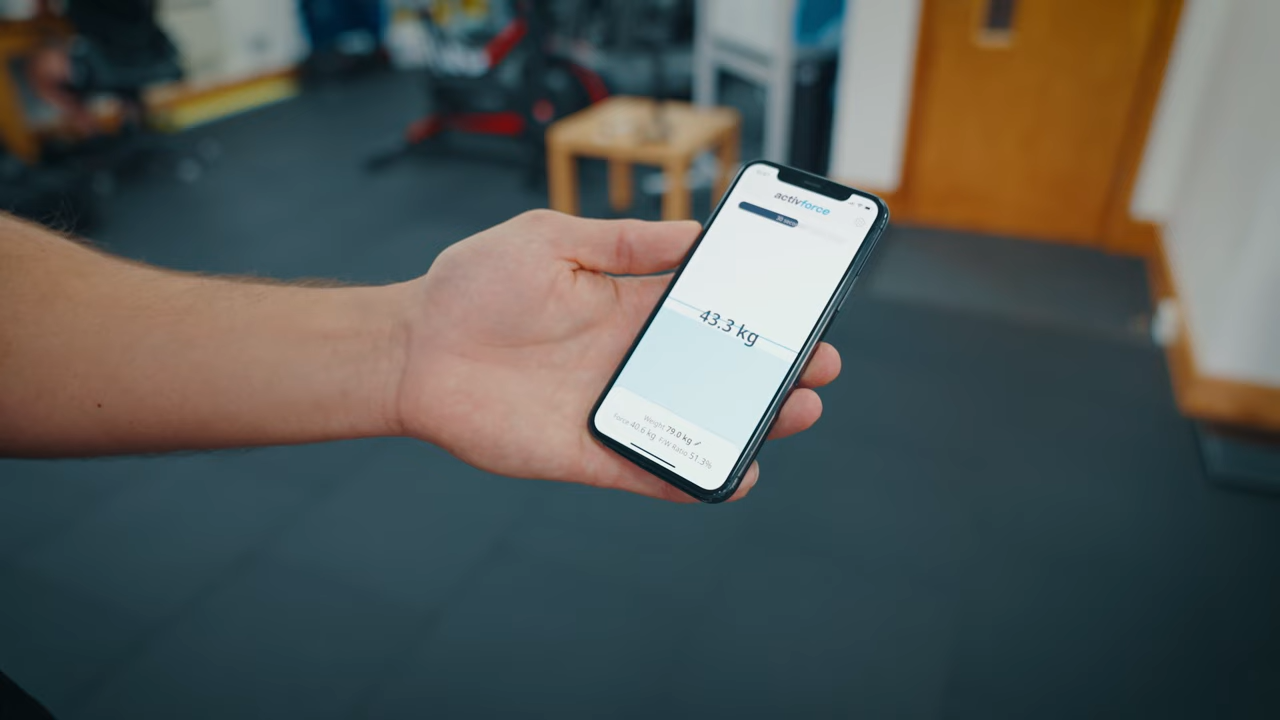 activforce
43.3 kg
Weight 79.0 kg
Force 40.6 kg F/W Ratio 51.3%